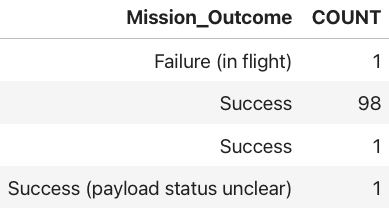 Mission_Outcome COUNT
Failure (in flight) 1
Success 98
Success 1
Success (payload status unclear) 1